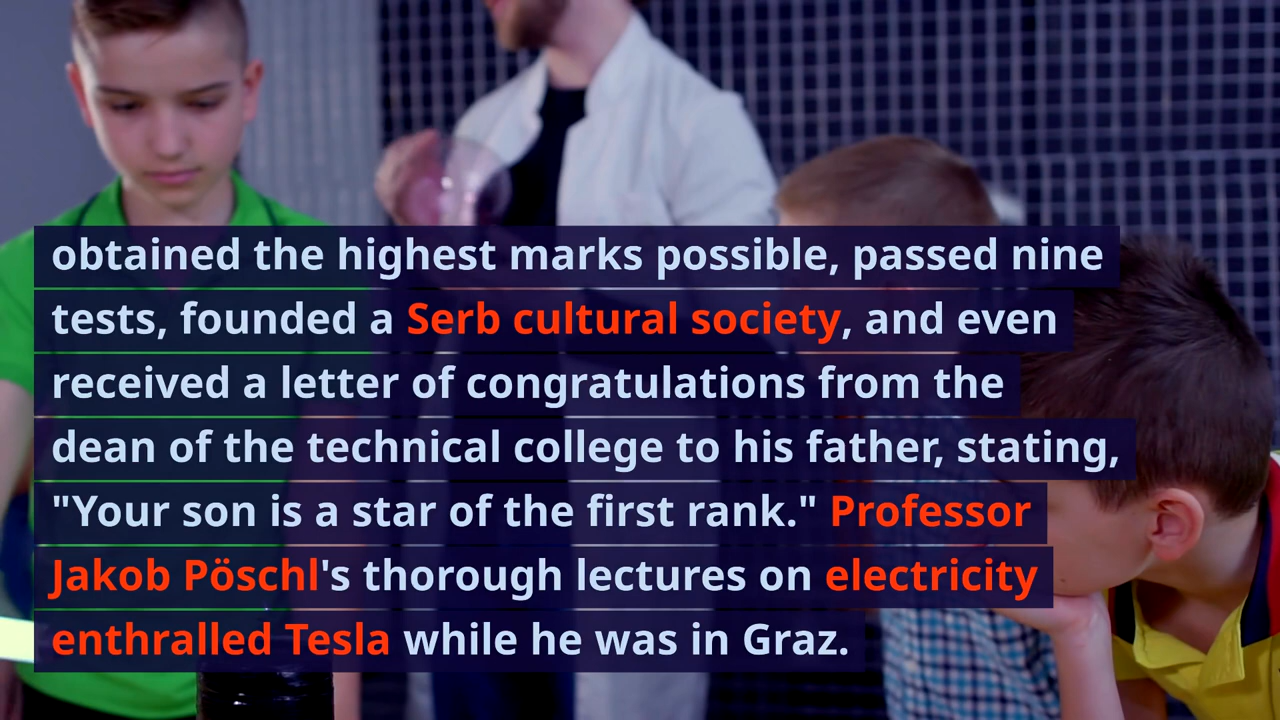 obtained the highest marks possible, passed nine
tests, founded a Serb cultural society, and even
received a letter of congratulations from the
dean of the technical college to his father, stating,
"Your son is a star of the first rank." Professor
Jakob Pöschl's thorough lectures on electricity
enthralled Tesla while he was in Graz.